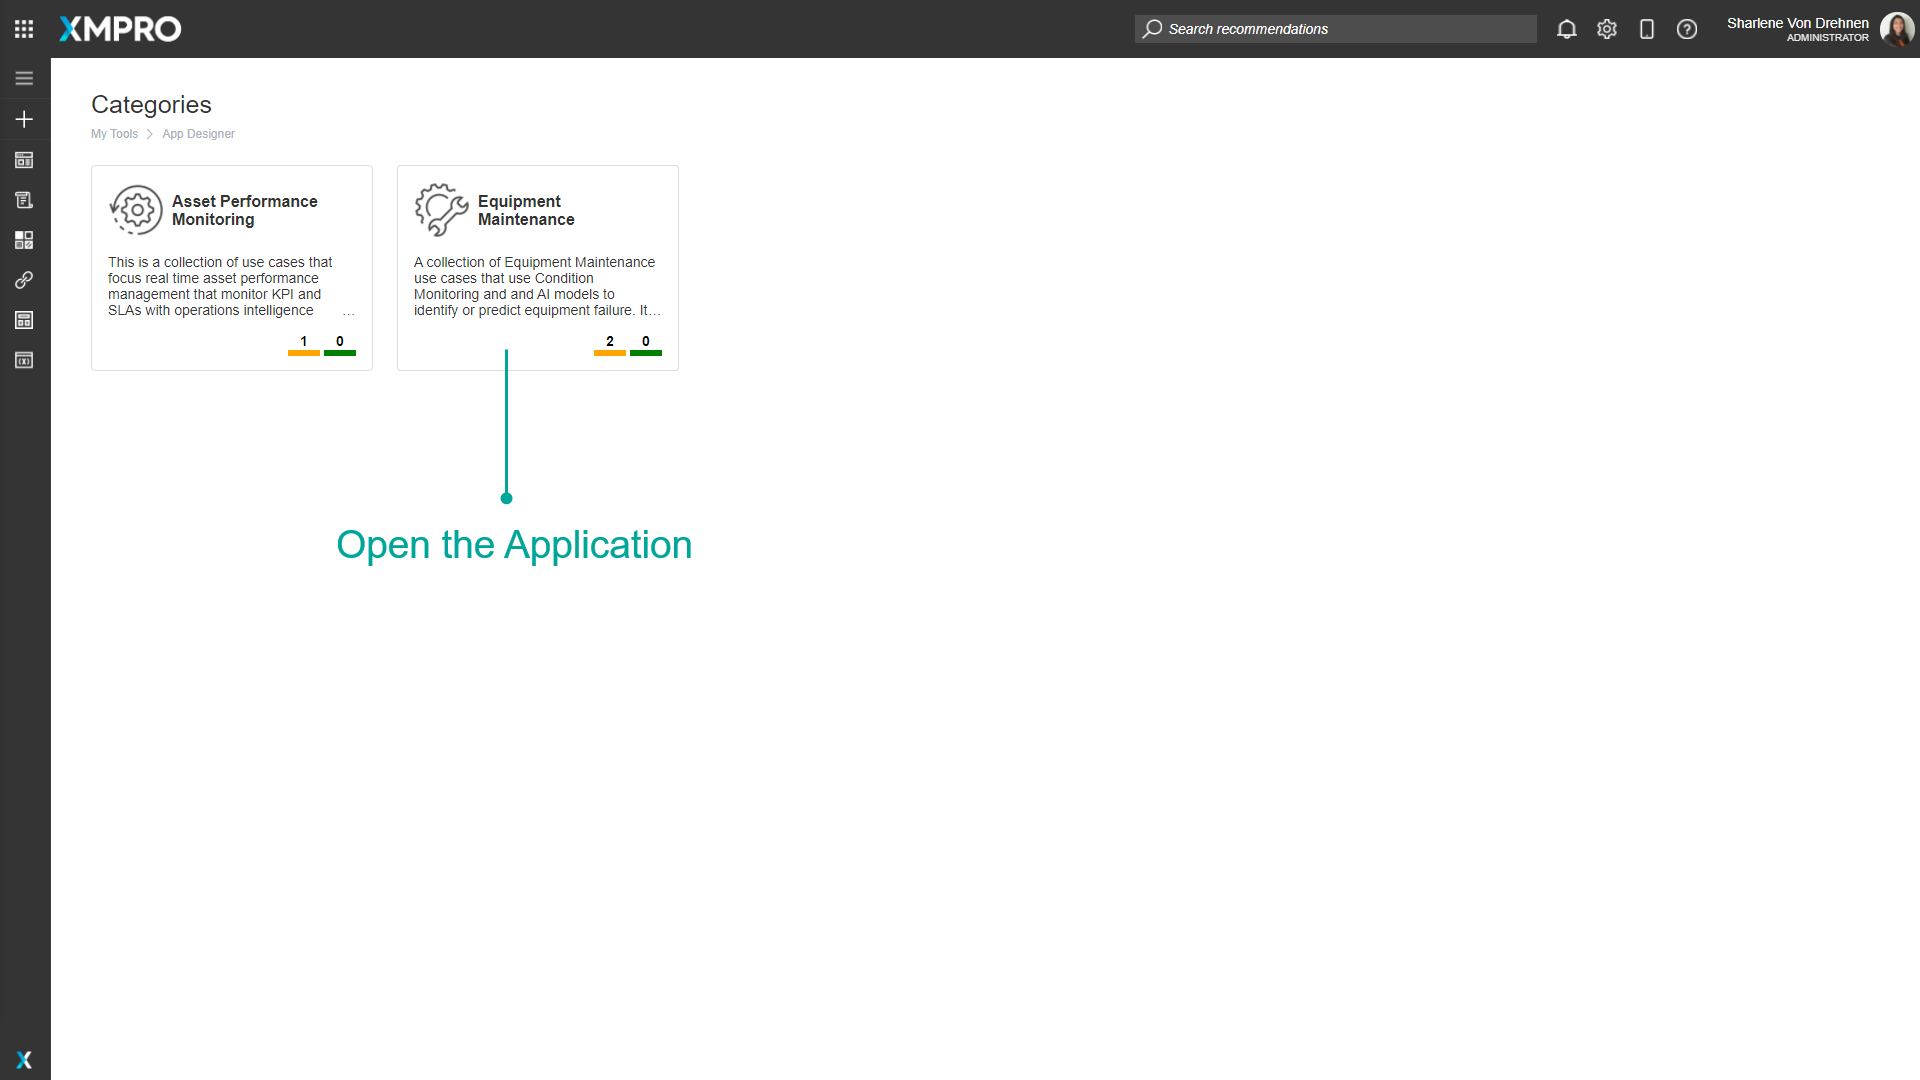 XMPRO
Search recommendations
Sharlene Von Drehnen
ADMINISTRATOR
Categories
My Tools
App Designer
Asset Performance
Monitoring
This is a collection of use cases that
focus real time asset performance
management that monitor KPI and
SLAs with operations intelligence ...
1 0
Equipment
Maintenance
A collection of Equipment Maintenance
use cases that use Condition
Monitoring and and AI models to
identify or predict equipment failure. It...
2 0
Open the Application